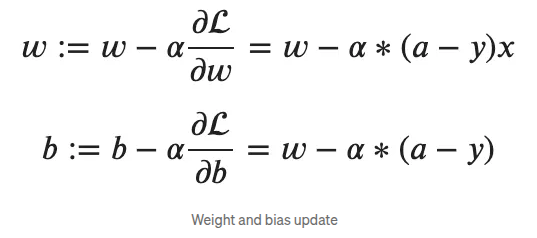 w := w − α ∂ℒ/∂w = w − α ∗ (a − y)x
b := b − α ∂ℒ/∂b = w − α ∗ (a − y)
Weight and bias update